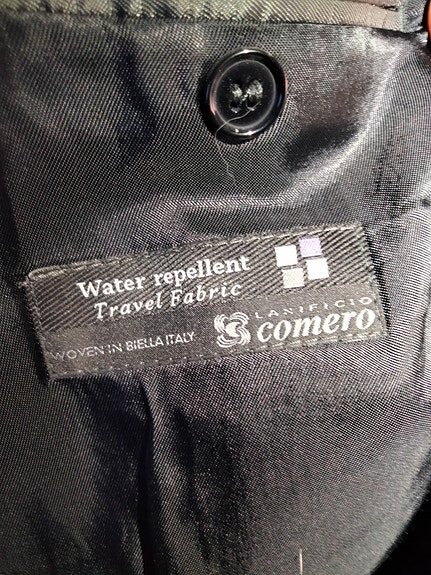 Water repellent
Travel Fabric
WOVEN IN BIELLA ITALY
LANIFICIO
comero